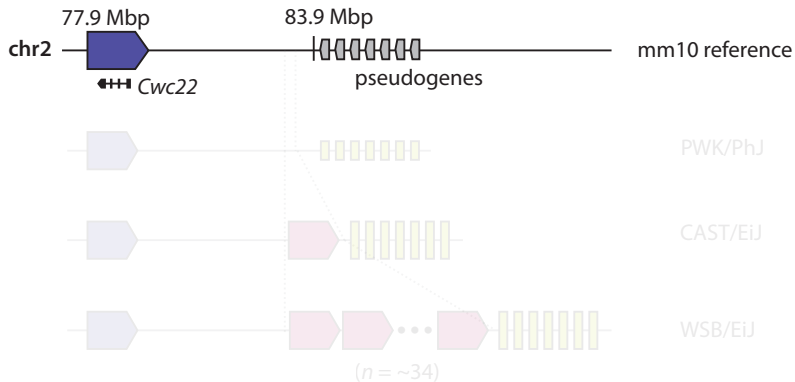 77.9 Mbp 83.9 Mbp
chr2 mm10 reference
Cwc22 pseudogenes
PWK/PhJ
CAST/EiJ
WSB/EiJ
(n = ~34)